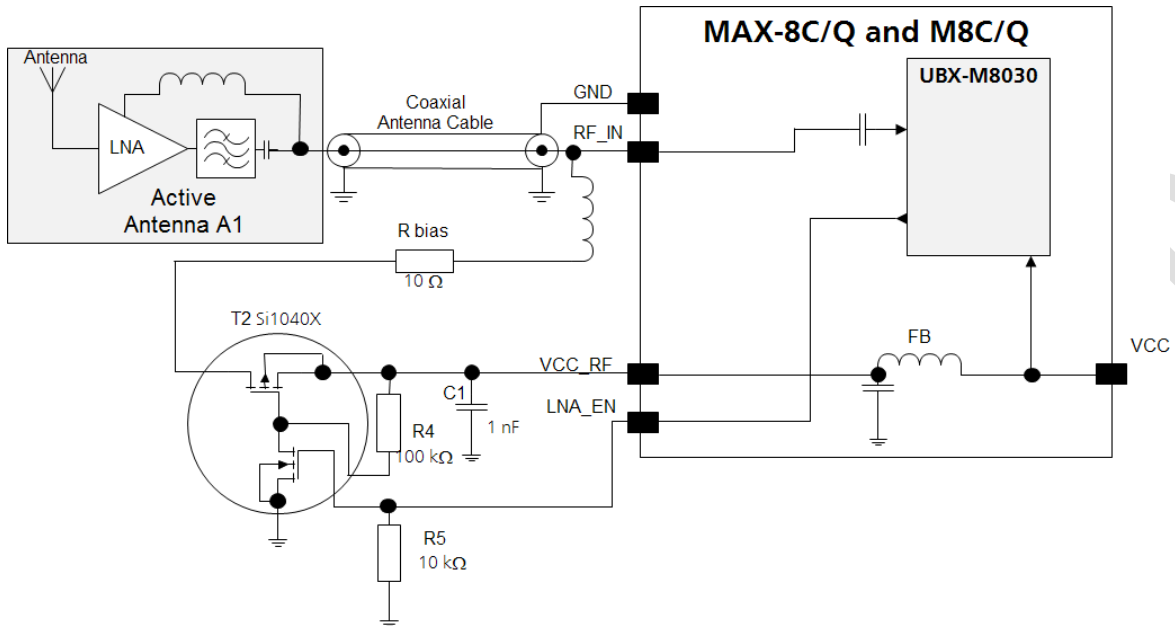 MAX-8C/Q and M8C/Q
UBX-M8030
Antenna
LNA
Active
Antenna A1
Coaxial
Antenna Cable
GND
RF_IN
R bias
10 Ω
T2 Si1040X
VCC_RF
LNA_EN
C1
1 nF
R4
100 kΩ
R5
10 kΩ
FB
VCC